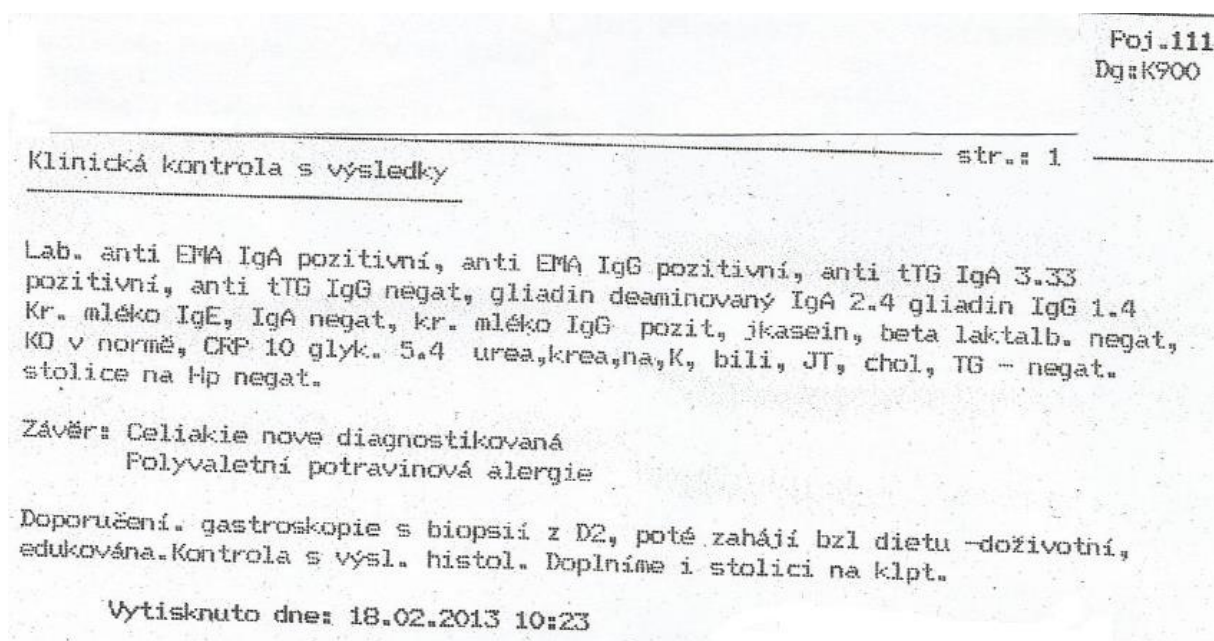 Poj.111
Dg:K900
str.: 1
Klinická kontrola s výsledky
Lab. anti EMA IgA pozitivní, anti EMA IgG pozitivní, anti tTG IgA 3.33
pozitivní, anti tTG IgG negat, gliadin deaminovaný IgA 2.4 gliadin IgG 1.4
Kr. mléko IgE, IgA negat, kr. mléko IgG pozit, jkasein, beta laktalb. negat,
KO v normě, CRP 10 glyk. 5.4 urea,krea,na,K, bili, JT, chol, TG - negat.
stolice na Hp negat.
Závěr: Celiakie nove diagnostikovaná
Polyvaletní potravinová alergie
Doporučení. gastroskopie s biopsií z D2, poté zahájí bzl dietu -doživotní,
edukována.Kontrola s výsl. histol. Doplníme i stolici na klpt.
Vytisknuto dne: 18.02.2013 10:23